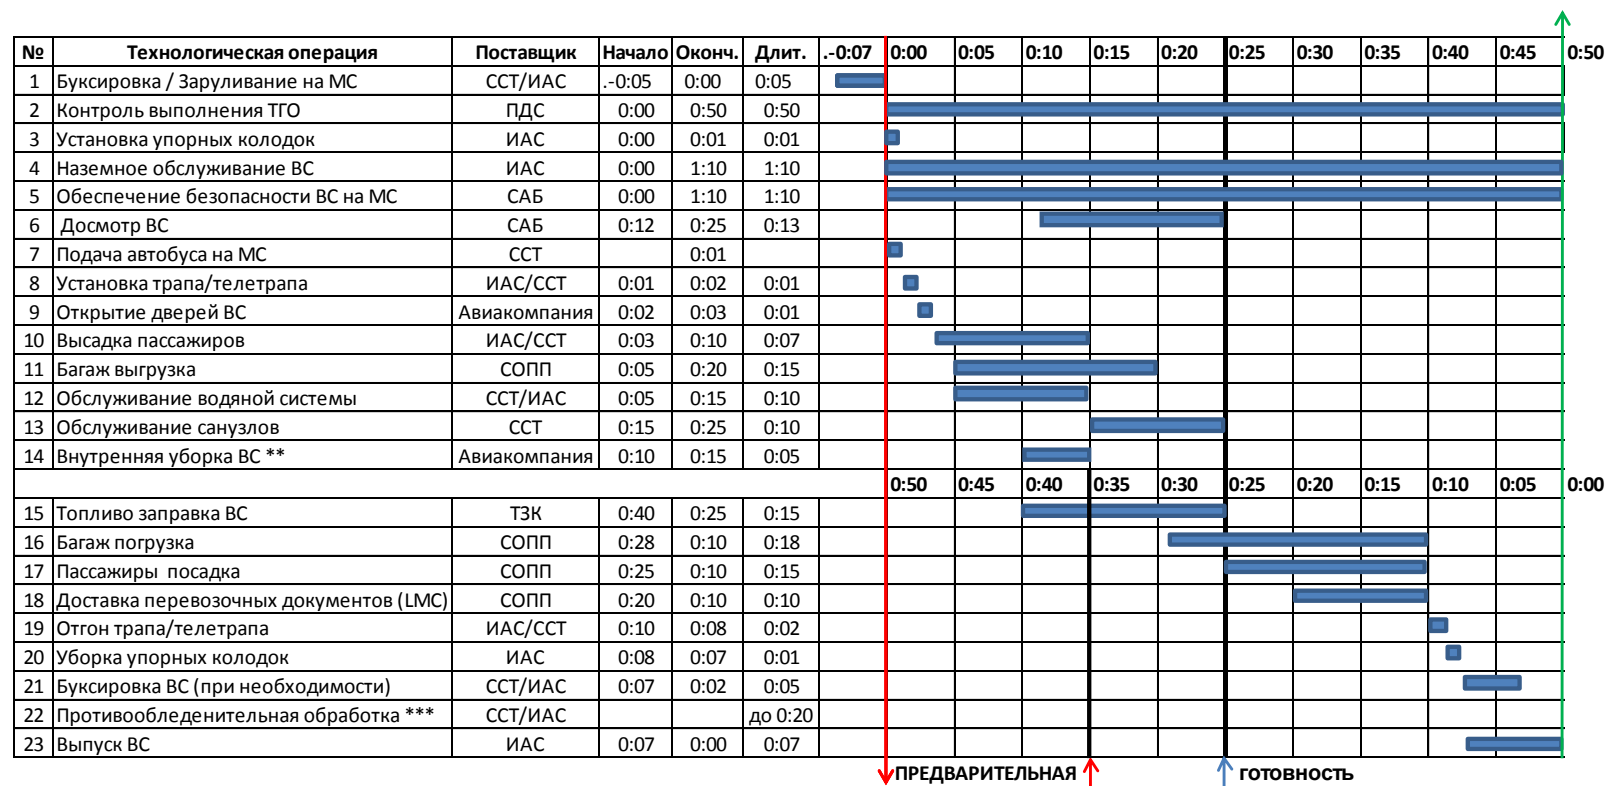 № Технологическая операция Поставщик Начало Оконч. Длит. .-0:07 0:00 0:05 0:10 0:15 0:20 0:25 0:30 0:35 0:40 0:45 0:50
1 Буксировка / Заруливание на МС ССТ/ИАС .-0:05 0:00 0:05
2 Контроль выполнения ТГО ПДС 0:00 0:50 0:50
3 Установка упорных колодок ИАС 0:00 0:01 0:01
4 Наземное обслуживание ВС ИАС 0:00 1:10 1:10
5 Обеспечение безопасности ВС на МС САБ 0:00 1:10 1:10
6 Досмотр ВС САБ 0:12 0:25 0:13
7 Подача автобуса на МС ССТ 0:01
8 Установка трапа/телетрапа ИАС/ССТ 0:01 0:02 0:01
9 Открытие дверей ВС Авиакомпания 0:02 0:03 0:01
10 Высадка пассажиров ИАС/ССТ 0:03 0:10 0:07
11 Багаж выгрузка СОПП 0:05 0:20 0:15
12 Обслуживание водяной системы ССТ/ИАС 0:05 0:15 0:10
13 Обслуживание санузлов ССТ 0:15 0:25 0:10
14 Внутренняя уборка ВС ** Авиакомпания 0:10 0:15 0:05
0:50 0:45 0:40 0:35 0:30 0:25 0:20 0:15 0:10 0:05 0:00
15 Топливо заправка ВС ТЗК 0:40 0:25 0:15
16 Багаж погрузка СОПП 0:28 0:10 0:18
17 Пассажиры посадка СОПП 0:25 0:10 0:15
18 Доставка перевозочных документов (LMC) СОПП 0:20 0:10 0:10
19 Отгон трапа/телетрапа ИАС/ССТ 0:10 0:08 0:02
20 Уборка упорных колодок ИАС 0:08 0:07 0:01
21 Буксировка ВС (при необходимости) ССТ/ИАС 0:07 0:02 0:05
22 Противообледенительная обработка *** ССТ/ИАС до 0:20
23 Выпуск ВС ИАС 0:07 0:00 0:07
ПРЕДВАРИТЕЛЬНАЯ ГОТОВНОСТЬ